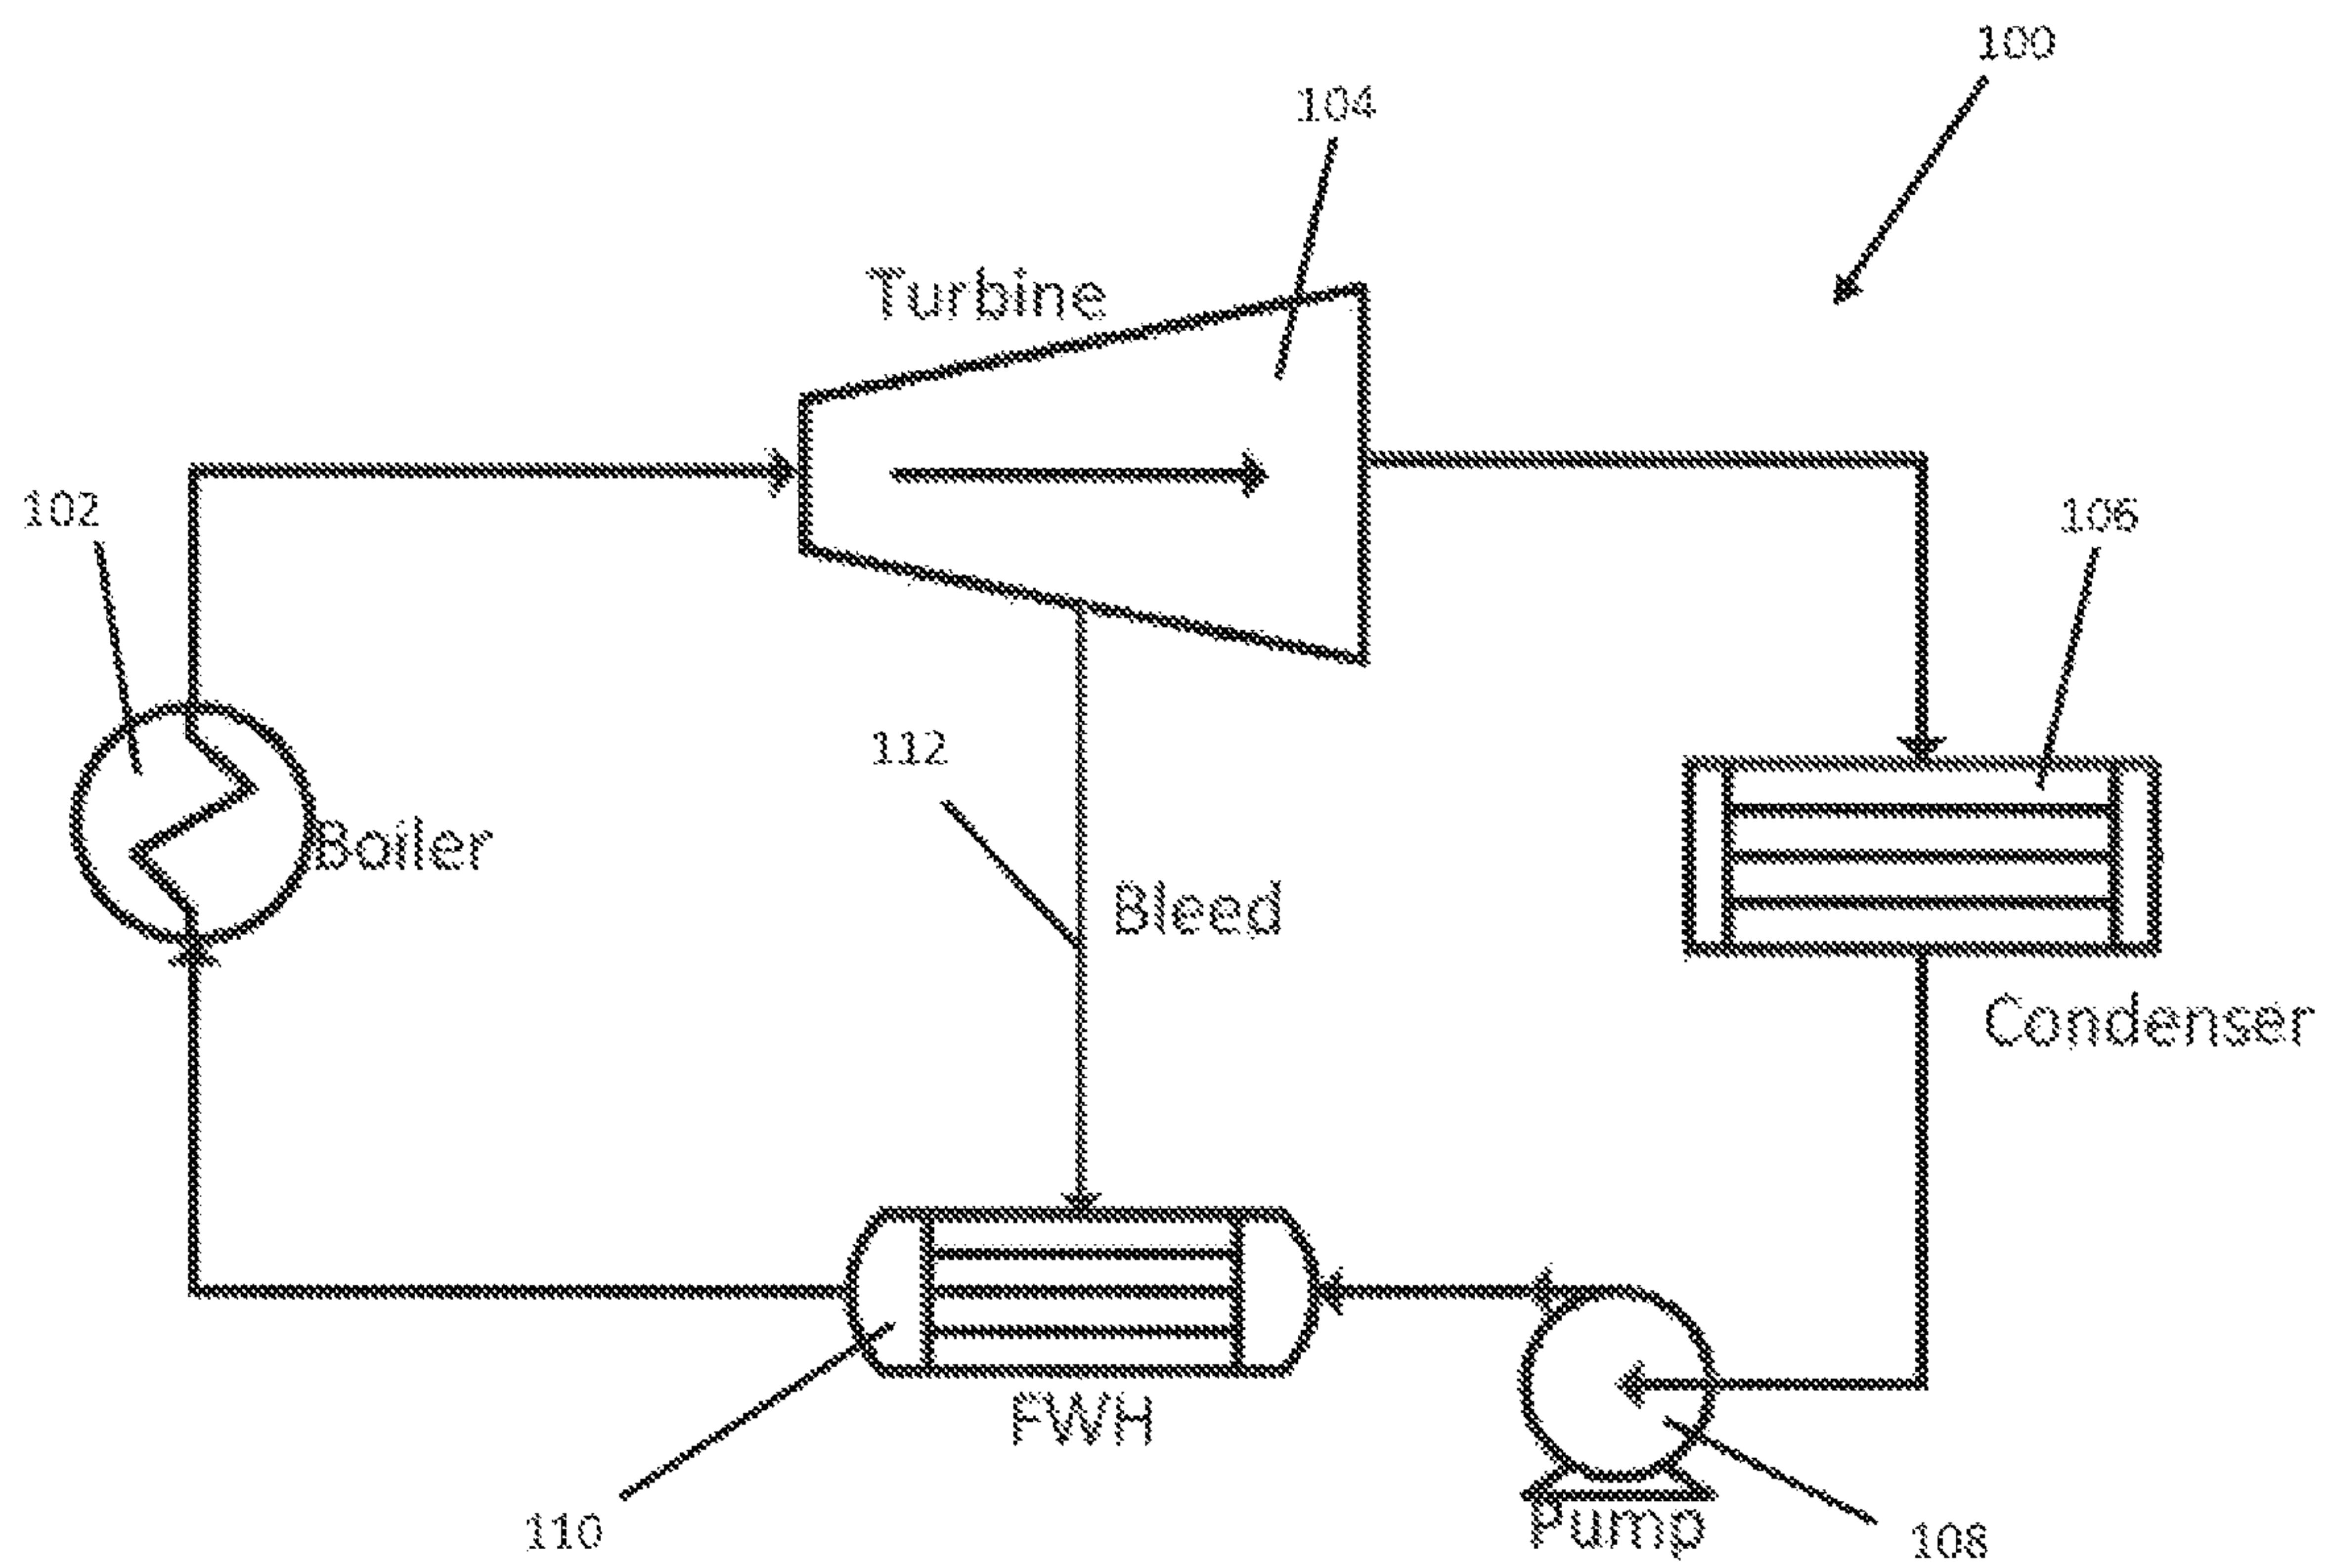 100
104
Turbine
102
106
112
Boiler
Bleed
Condenser
FWH
110
Pump
108